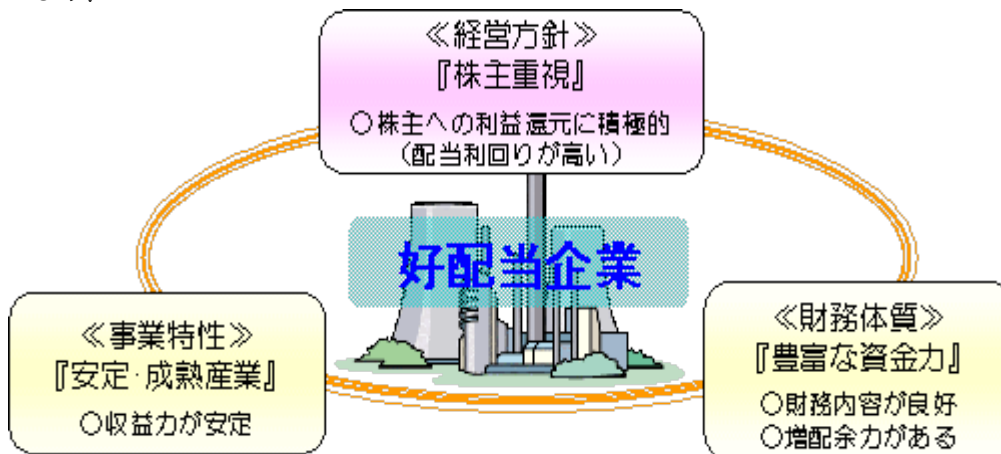 ≪経営方針≫
『株主重視』
○株主への利益還元に積極的
(配当利回りが高い)
好配当企業
≪事業特性≫
『安定·成熟産業』
○収益力が安定
≪財務体質≫
『豊富な資金力』
○財務内容が良好
○増配余力がある